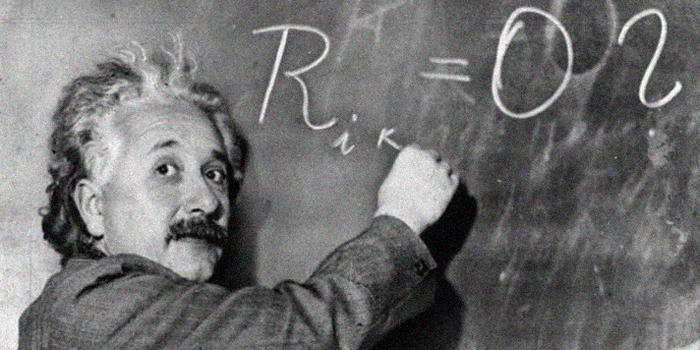 Rik = 0 ?